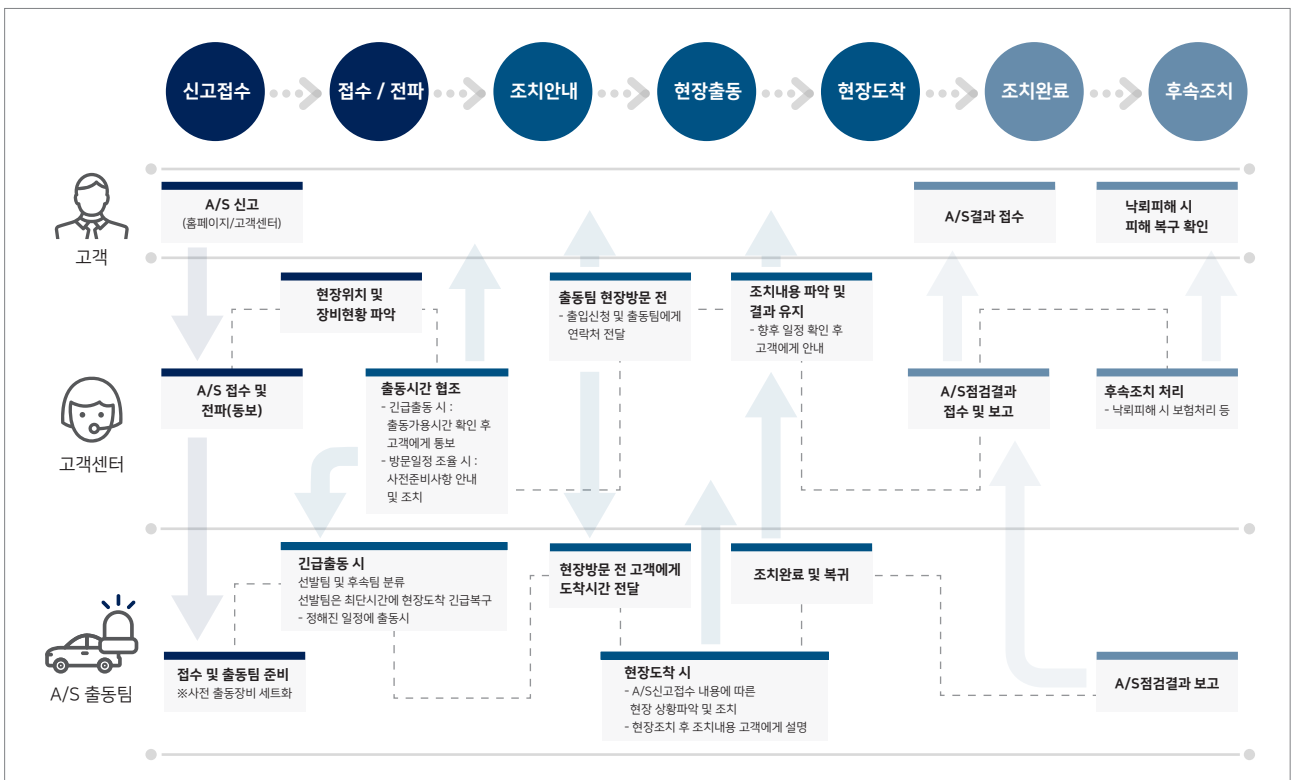 신고접수
접수 / 전파
조치안내
현장출동
현장도착
조치완료
후속조치
고객
A/S 신고
(홈페이지/고객센터)
A/S결과 접수
낙뢰피해 시
피해 복구 확인
고객센터
현장위치 및
장비현황 파악
출동팀 현장방문 전
- 출입신청 및 출동팀에게
연락처 전달
조치내용 파악 및
결과 유지
- 향후 일정 확인 후
고객에게 안내
A/S 접수 및
전파(통보)
출동시간 협조
- 긴급출동 시 :
출동가용시간 확인 후
고객에게 통보
- 방문일정 조율 시 :
사전준비사항 안내
및 조치
A/S점검결과
접수 및 보고
후속조치 처리
- 낙뢰피해 시 보험처리 등
A/S 출동팀
긴급출동 시
선발팀 및 후속팀 분류
선발팀은 최단시간에 현장도착 긴급복구
- 정해진 일정에 출동시
현장방문 전 고객에게
도착시간 전달
조치완료 및 복귀
접수 및 출동팀 준비
※사전 출동장비 세트화
현장도착 시
- A/S신고접수 내용에 따른
현장 상황파악 및 조치
- 현장조치 후 조치내용 고객에게 설명
A/S점검결과 보고